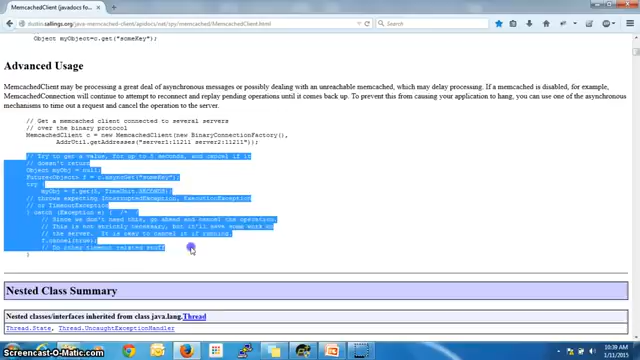 MemcachedClient (javadocs fo...
dustin.sallings.org/java-memcached-client/apidocs/net/spy/memcached/MemcachedClient.html
Search
Object myObject=c.get("someKey");
Advanced Usage
MemcachedClient may be processing a great deal of asynchronous messages or possibly dealing with an unreachable memcached, which may delay processing. If a memcached is disabled, for example,
MemcachedConnection will continue to attempt to reconnect and replay pending operations until it comes back up. To prevent this from causing your application to hang, you can use one of the asynchronous
mechanisms to time out a request and cancel the operation to the server.
// Get a memcached client connected to several servers
// over the binary protocol
MemcachedClient c = new MemcachedClient(new BinaryConnectionFactory(),
AddrUtil.getAddresses("server1:11211 server2:11211"));
// Try to get a value, for up to 5 seconds, and cancel if it
// doesn't return
Object myObj = null;
Future<Object> f = c.asyncGet("someKey");
try {
myObj = f.get(5, TimeUnit.SECONDS);
// throws expecting InterruptedException, ExecutionException
// or TimeoutException
} catch (Exception e) { /*
// Since we don't need this, go ahead and cancel the operation.
// This is not strictly necessary, but it'll save some work on
// the server. It is okay to cancel it if running.
f.cancel(true);
// Do other timeout related stuff
}
Nested Class Summary
Nested classes/interfaces inherited from class java.lang.Thread
Thread.State, Thread.UncaughtExceptionHandler
Screencast-O-Matic.com
10:39 AM
1/11/2015